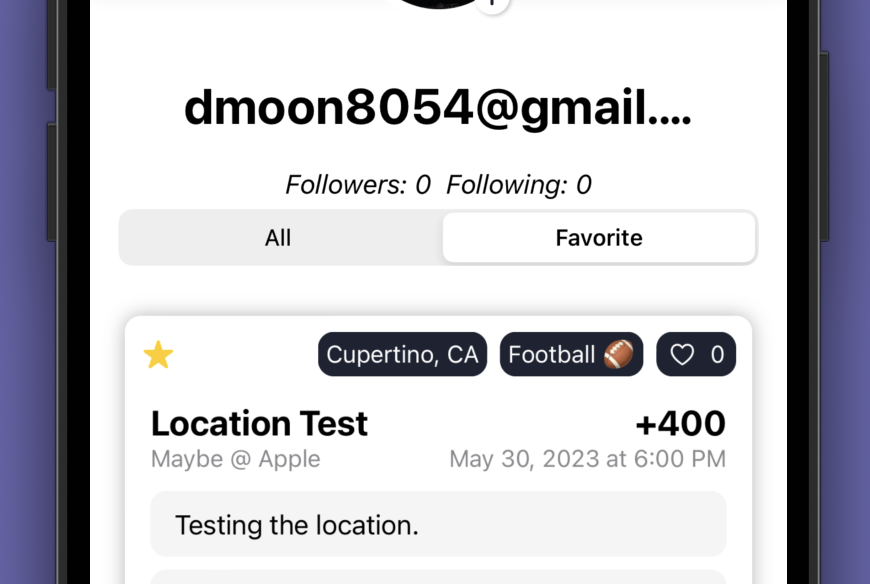 dmoon8054@gmail....
Followers: 0 Following: 0
All Favorite
Cupertino, CA Football 🏈 0
Location Test +400
Maybe @ Apple May 30, 2023 at 6:00 PM
Testing the location.